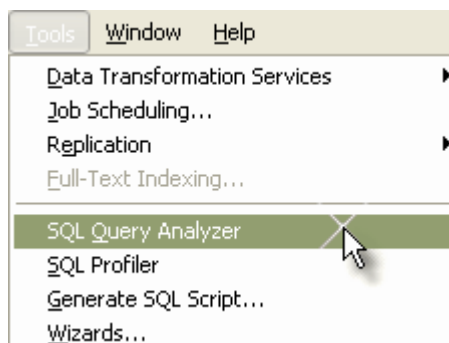 Tools Window Help
Data Transformation Services
Job Scheduling...
Replication
Full-Text Indexing...
SQL Query Analyzer
SQL Profiler
Generate SQL Script...
Wizards...